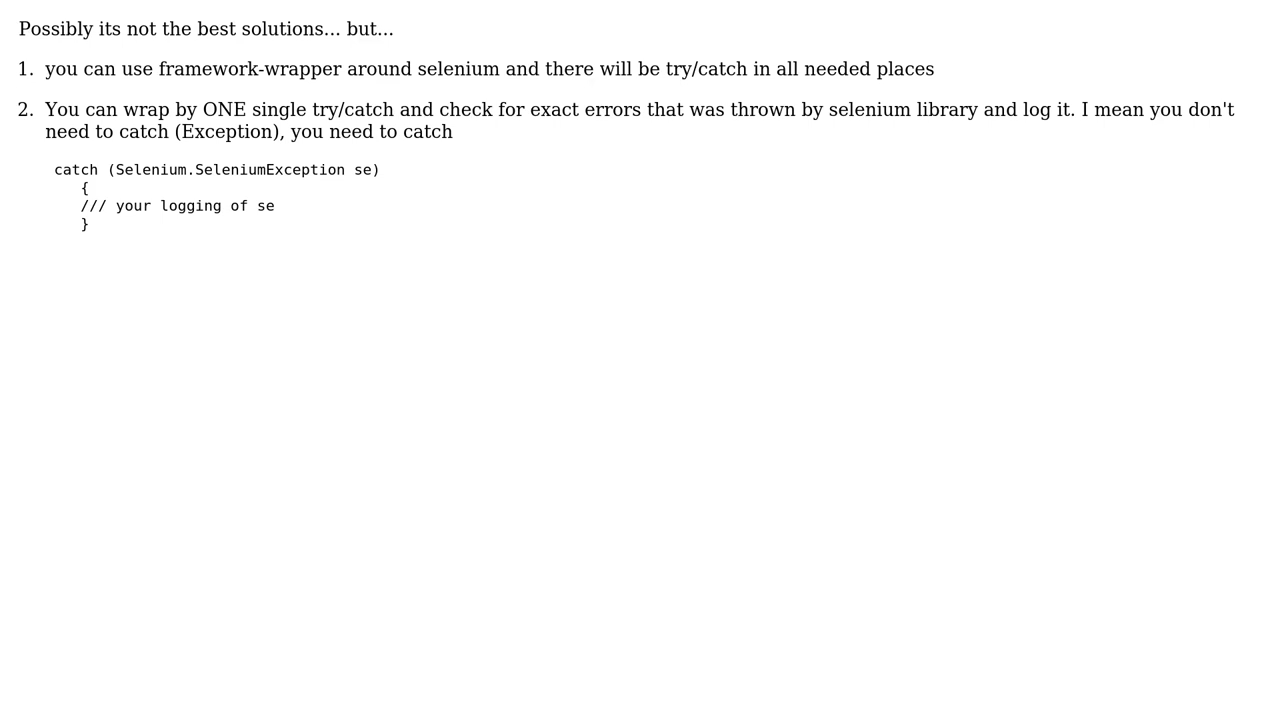 Possibly its not the best solutions... but...
1. you can use framework-wrapper around selenium and there will be try/catch in all needed places
2. You can wrap by ONE single try/catch and check for exact errors that was thrown by selenium library and log it. I mean you don't
need to catch (Exception), you need to catch
catch (Selenium.SeleniumException se)
{
/// your logging of se
}